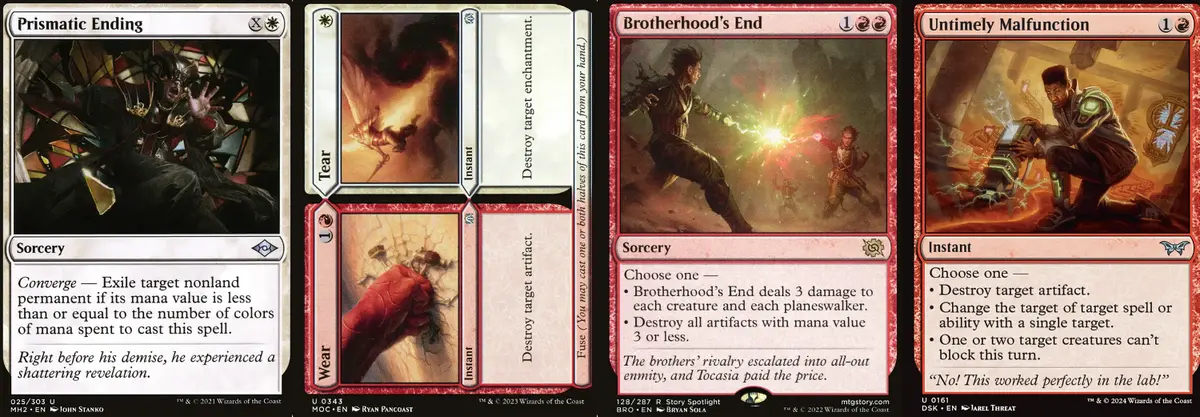 Prismatic Ending
X
Sorcery
Converge — Exile target nonland
permanent if its mana value is less
than or equal to the number of colors
of mana spent to cast this spell.
Right before his demise, he experienced a
shattering revelation.
025/303 U
MH2 • EN John Stanko
™ & © 2021 Wizards of the Coast
Tear
Instant
Destroy target enchantment.
Wear
1
Instant
Destroy target artifact.
Fuse (You may cast one or both halves of this card from your hand.)
U 0343
MOC • EN Ryan Pancoast
™ & © 2023 Wizards of the Coast
Brotherhood's End
1
Sorcery
Choose one —
• Brotherhood's End deals 3 damage to
each creature and each planeswalker.
• Destroy all artifacts with mana value
3 or less.
The brothers' rivalry escalated into all-out
enmity, and Tocasia paid the price.
128/287 R Story Spotlight
BRO • EN Bryan Sola
mtgstory.com
™ & © 2022 Wizards of the Coast
Untimely Malfunction
1
Instant
Choose one —
• Destroy target artifact.
• Change the target of target spell or
ability with a single target.
• One or two target creatures can't
block this turn.
"No! This worked perfectly in the lab!"
U 0161
DSK • EN Jarel Threat
™ & © 2024 Wizards of the Coast